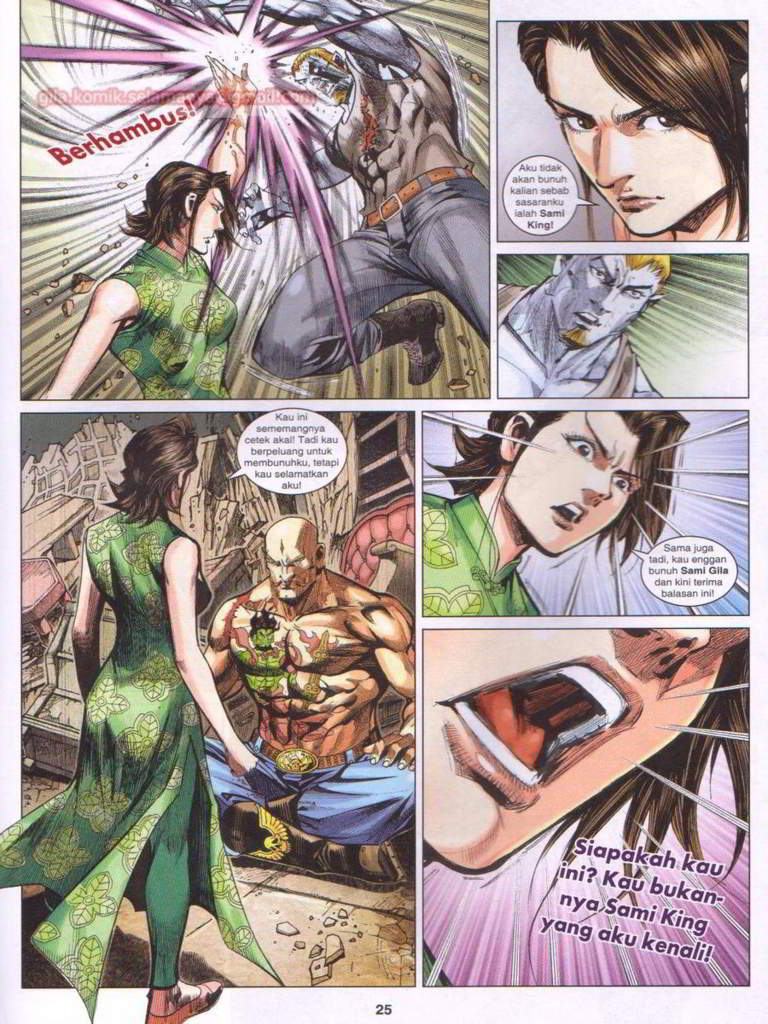 Berhambus!
Aku tidak
akan bunuh
kalian sebab
sasaranku
ialah Sami
King!
Kau ini
sememangnya
cetek akal! Tadi kau
berpeluang untuk
membunuhku, tetapi
kau selamatkan
aku!
Sama juga
tadi, kau enggan
bunuh Sami Gila
dan kini terima
balasan ini!
Siapakah kau
ini? Kau bukan-
nya Sami King
yang aku kenali!
25